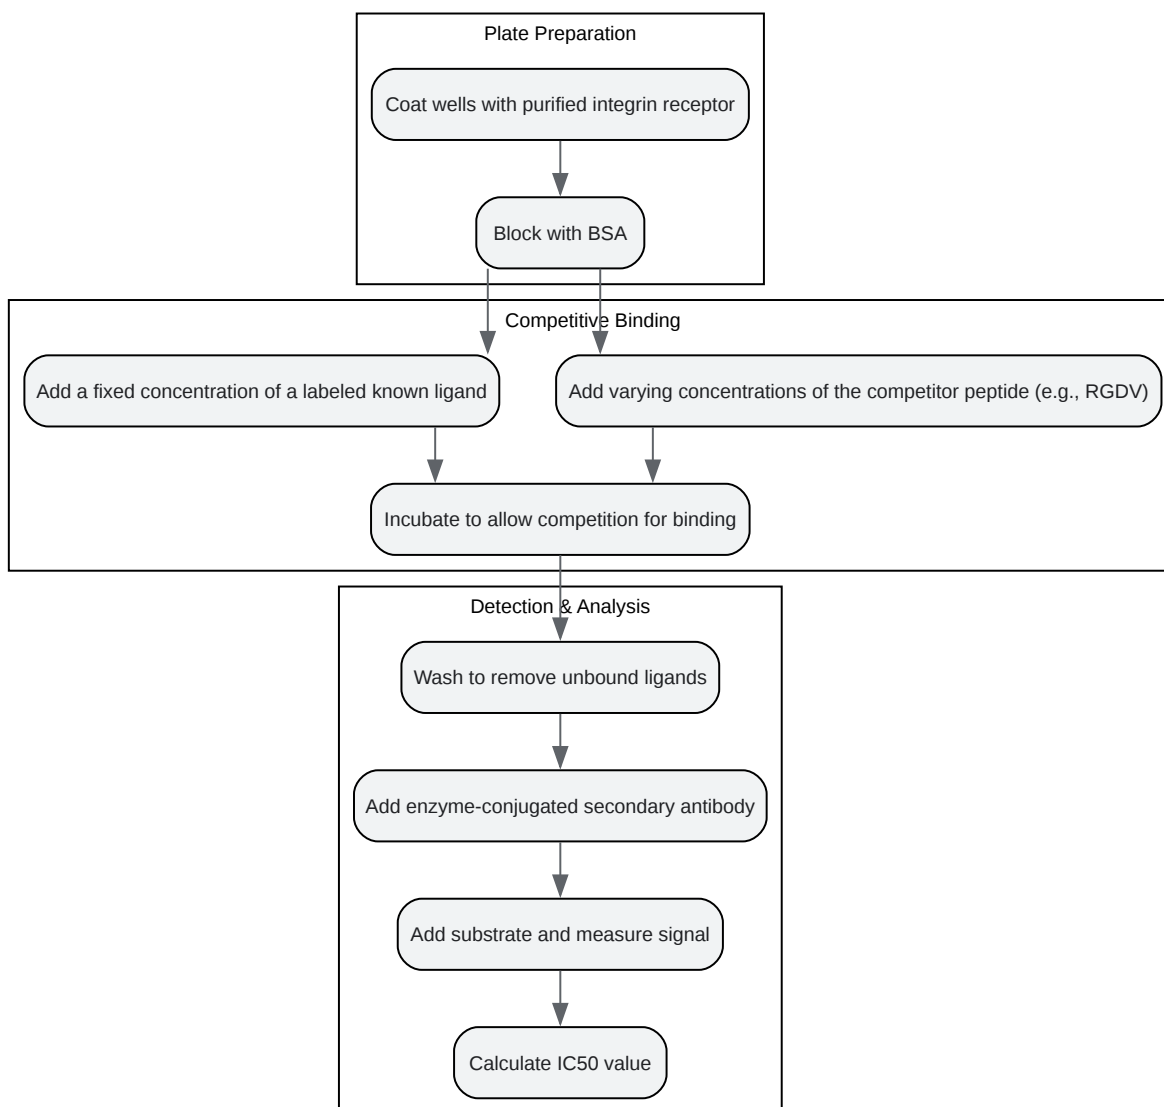 Plate Preparation
Coat wells with purified integrin receptor
Block with BSA
Competitive Binding
Add a fixed concentration of a labeled known ligand
Add varying concentrations of the competitor peptide (e.g., RGDV)
Incubate to allow competition for binding
Detection & Analysis
Wash to remove unbound ligands
Add enzyme-conjugated secondary antibody
Add substrate and measure signal
Calculate IC50 value